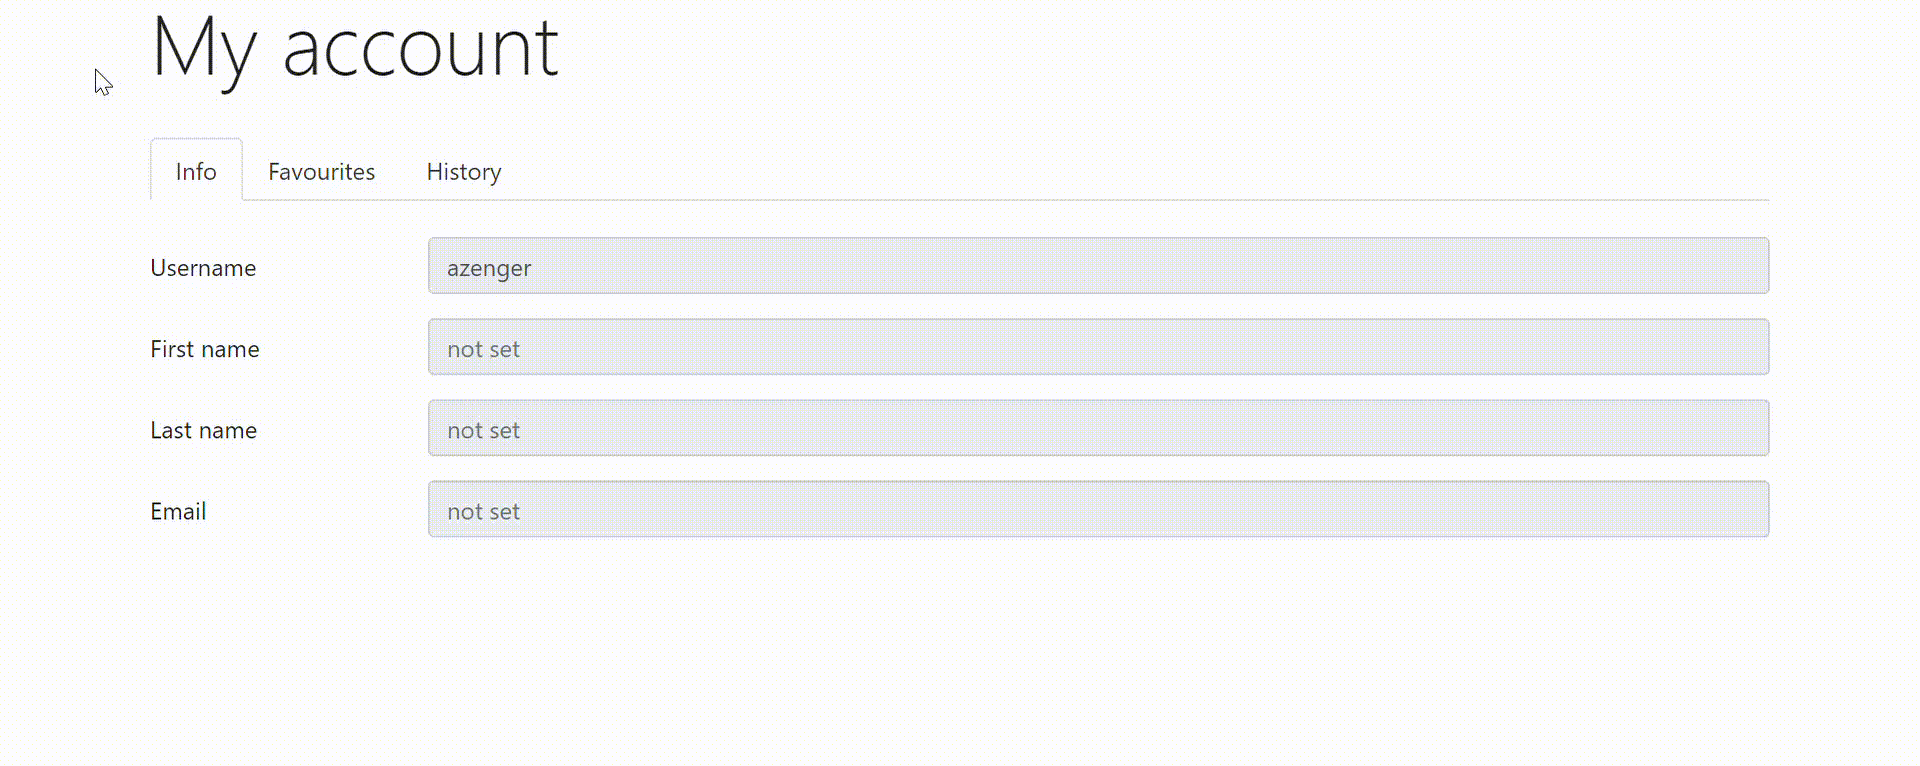 My account
Info Favourites History
Username azenger
First name not set
Last name not set
Email not set